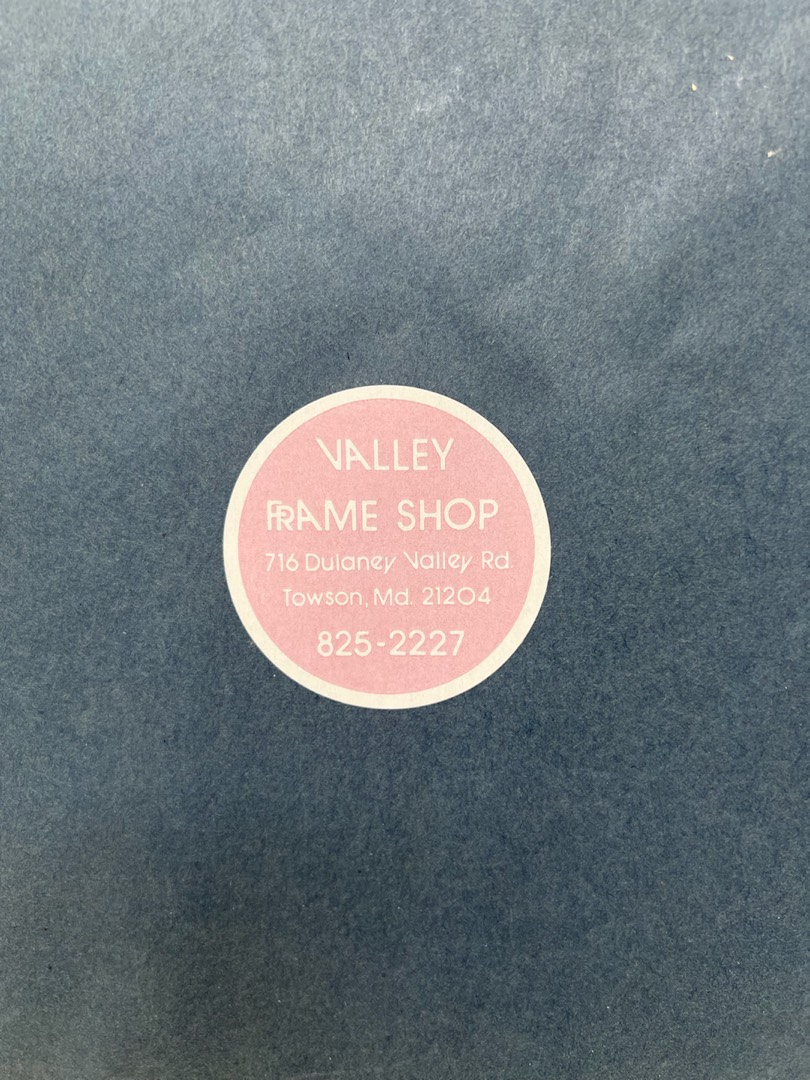 VALLEY
FRAME SHOP
716 Dulaney Valley Rd.
Towson, Md. 21204
825-2227